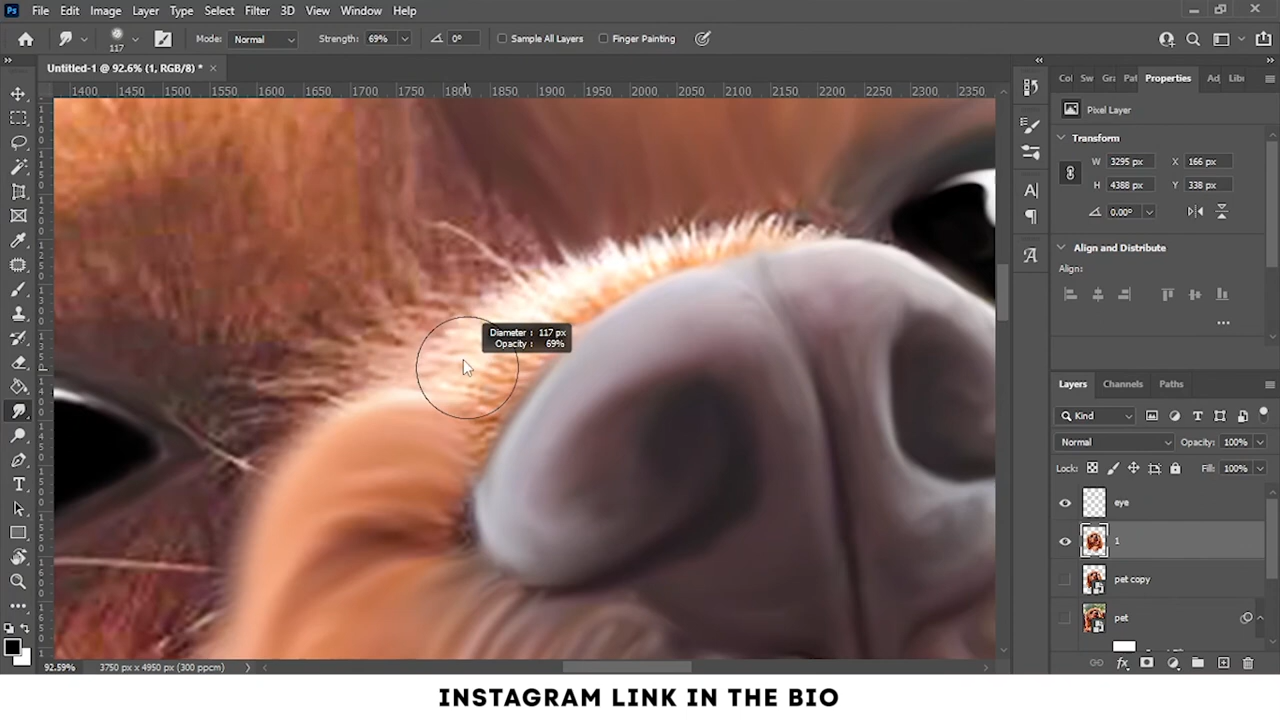 Ps File Edit Image Layer Type Select Filter 3D View Window Help
117 Mode: Normal Strength: 69% 0° Sample All Layers Finger Painting
Untitled-1 @ 92.6% (1, RGB/8) *
1400 1450 1500 1550 1600 1650 1700 1750 1800 1850 1900 1950 2000 2050 2100 2150 2200 2250 2300 2350
Properties
Pixel Layer
Transform
W 3295 px X 166 px
H 4388 px Y 338 px
0.00°
Align and Distribute
Align:
Diameter : 117 px
Opacity : 69%
Layers Channels Paths
Kind
Normal Opacity: 100%
Lock: Fill: 100%
eye
1
pet copy
pet
92.59% 3750 px x 4950 px (300 ppcm)
INSTAGRAM LINK IN THE BIO